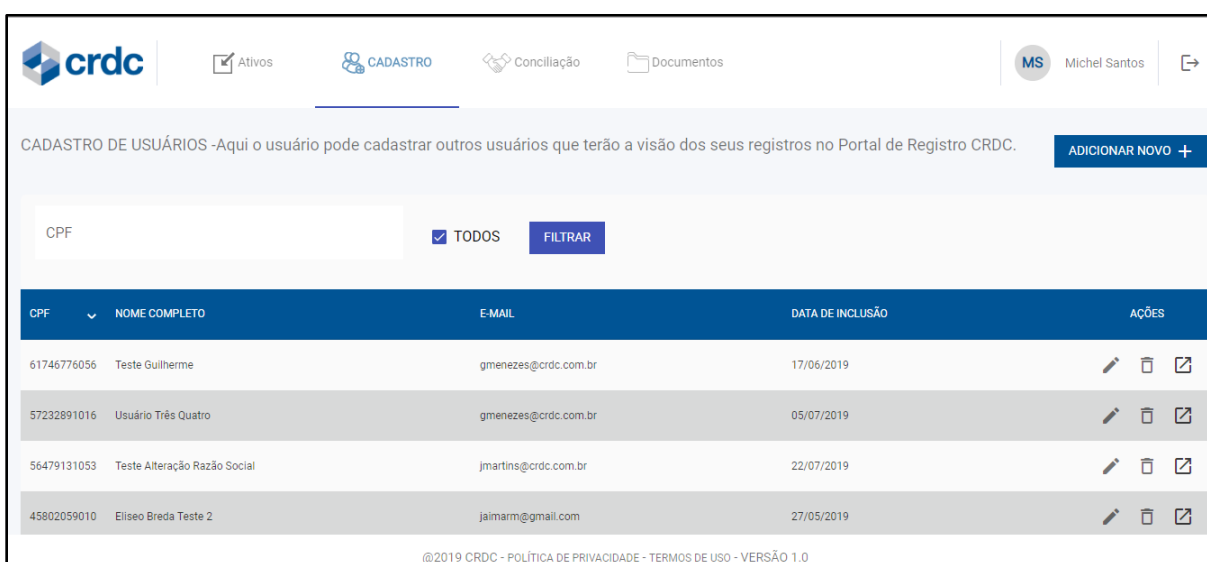 crdc Ativos CADASTRO Conciliação Documentos MS Michel Santos
CADASTRO DE USUÁRIOS -Aqui o usuário pode cadastrar outros usuários que terão a visão dos seus registros no Portal de Registro CRDC. ADICIONAR NOVO +
CPF TODOS FILTRAR
CPF NOME COMPLETO E-MAIL DATA DE INCLUSÃO AÇÕES
61746776056 Teste Guilherme gmenezes@crdc.com.br 17/06/2019
57232891016 Usuário Três Quatro gmenezes@crdc.com.br 05/07/2019
56479131053 Teste Alteração Razão Social jmartins@crdc.com.br 22/07/2019
45802059010 Eliseo Breda Teste 2 jaimarm@gmail.com 27/05/2019
@2019 CRDC - POLÍTICA DE PRIVACIDADE - TERMOS DE USO - VERSÃO 1.0